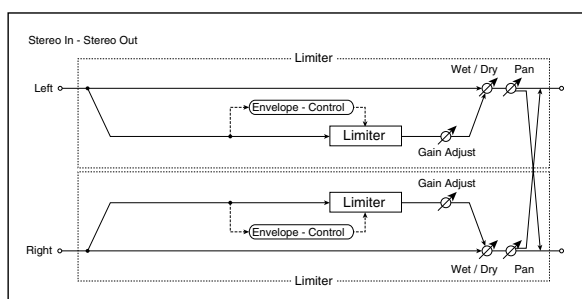 Stereo In - Stereo Out
Limiter
Wet / Dry
Pan
Left
Envelope - Control
Limiter
Gain Adjust
Gain Adjust
Limiter
Envelope - Control
Right
Wet / Dry
Pan
Limiter